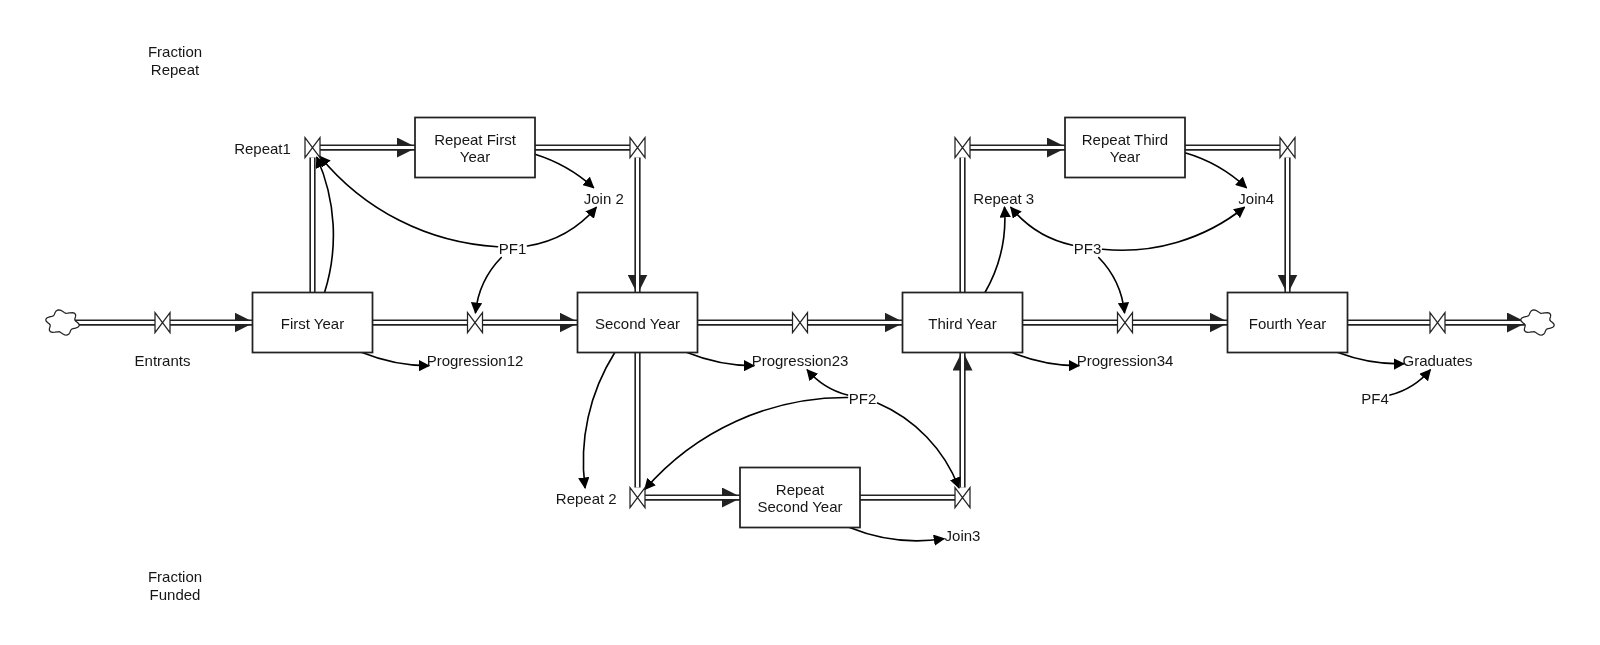 Fraction
Repeat
Repeat1
Repeat First
Year
Repeat Third
Year
Join 2
Repeat 3
Join4
PF1
PF3
First Year
Second Year
Third Year
Fourth Year
Entrants
Progression12
Progression23
Progression34
Graduates
PF2
PF4
Repeat 2
Repeat
Second Year
Join3
Fraction
Funded